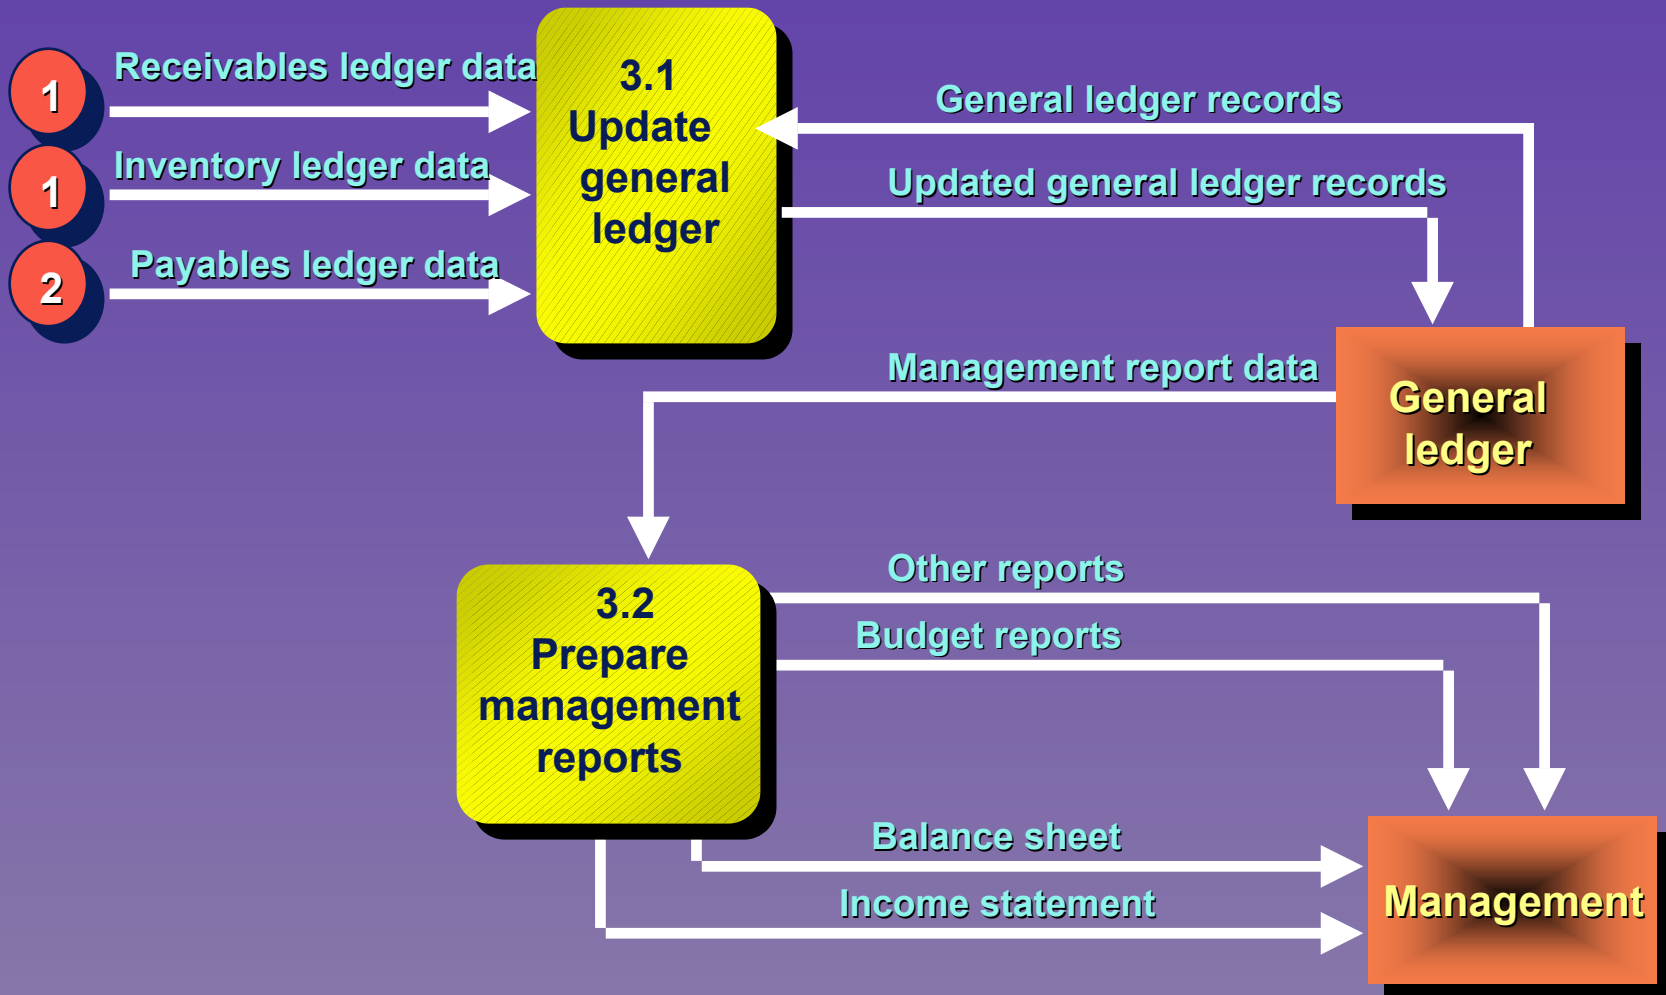 1
Receivables ledger data
1
Inventory ledger data
2
Payables ledger data
3.1
Update
general
ledger
General ledger records
Updated general ledger records
Management report data
General
ledger
3.2
Prepare
management
reports
Other reports
Budget reports
Balance sheet
Income statement
Management